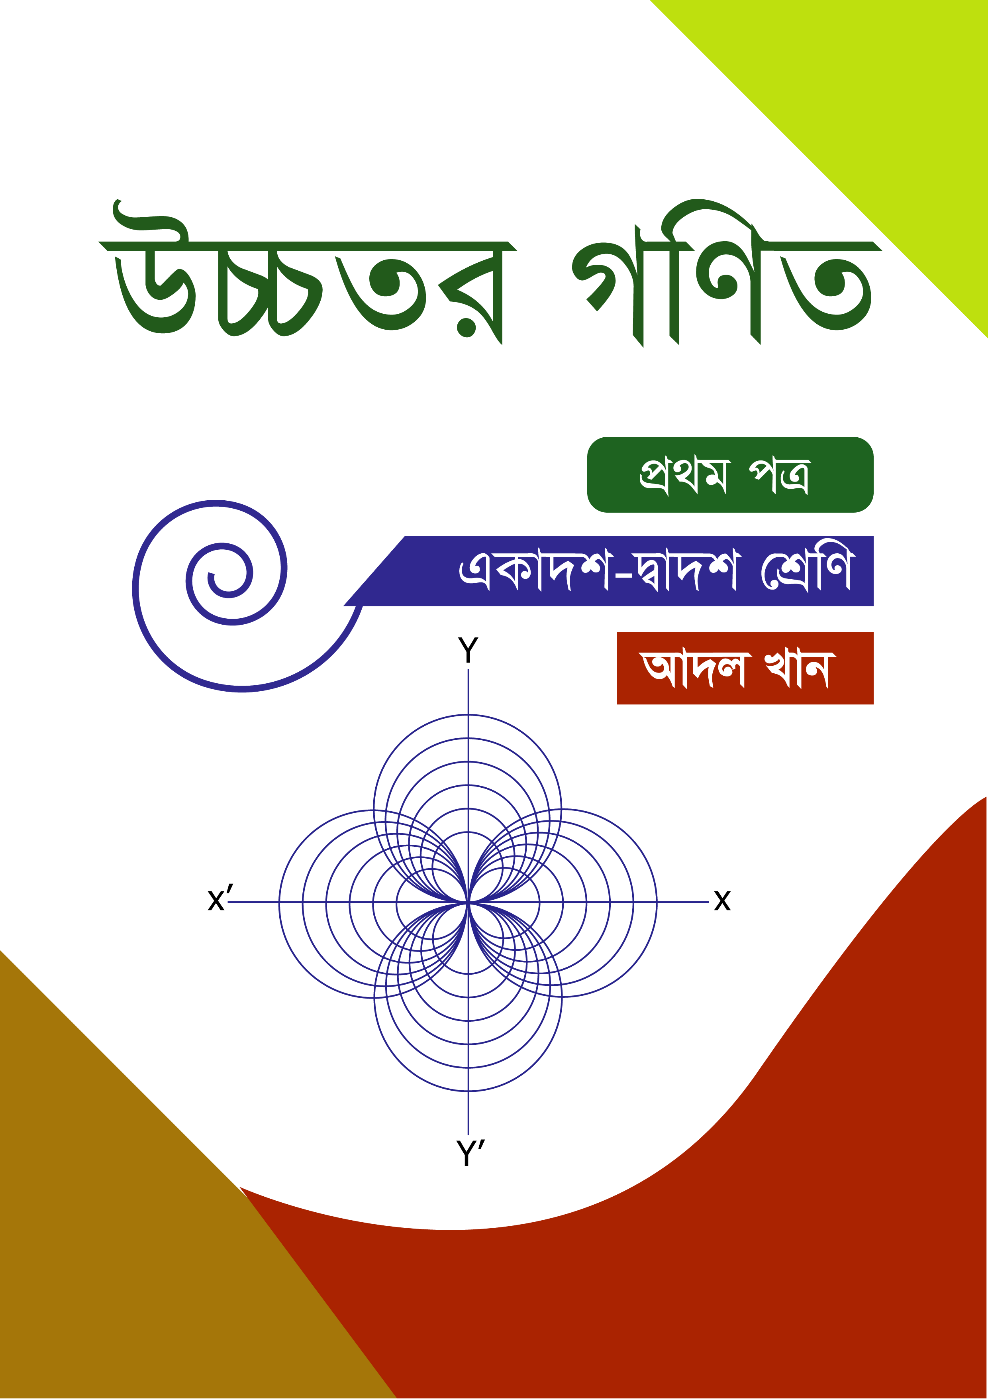 উচ্চতর গণিত
প্রথম পত্র
একাদশ-দ্বাদশ শ্রেণি
আদল খান
Y
X′ X
Y′